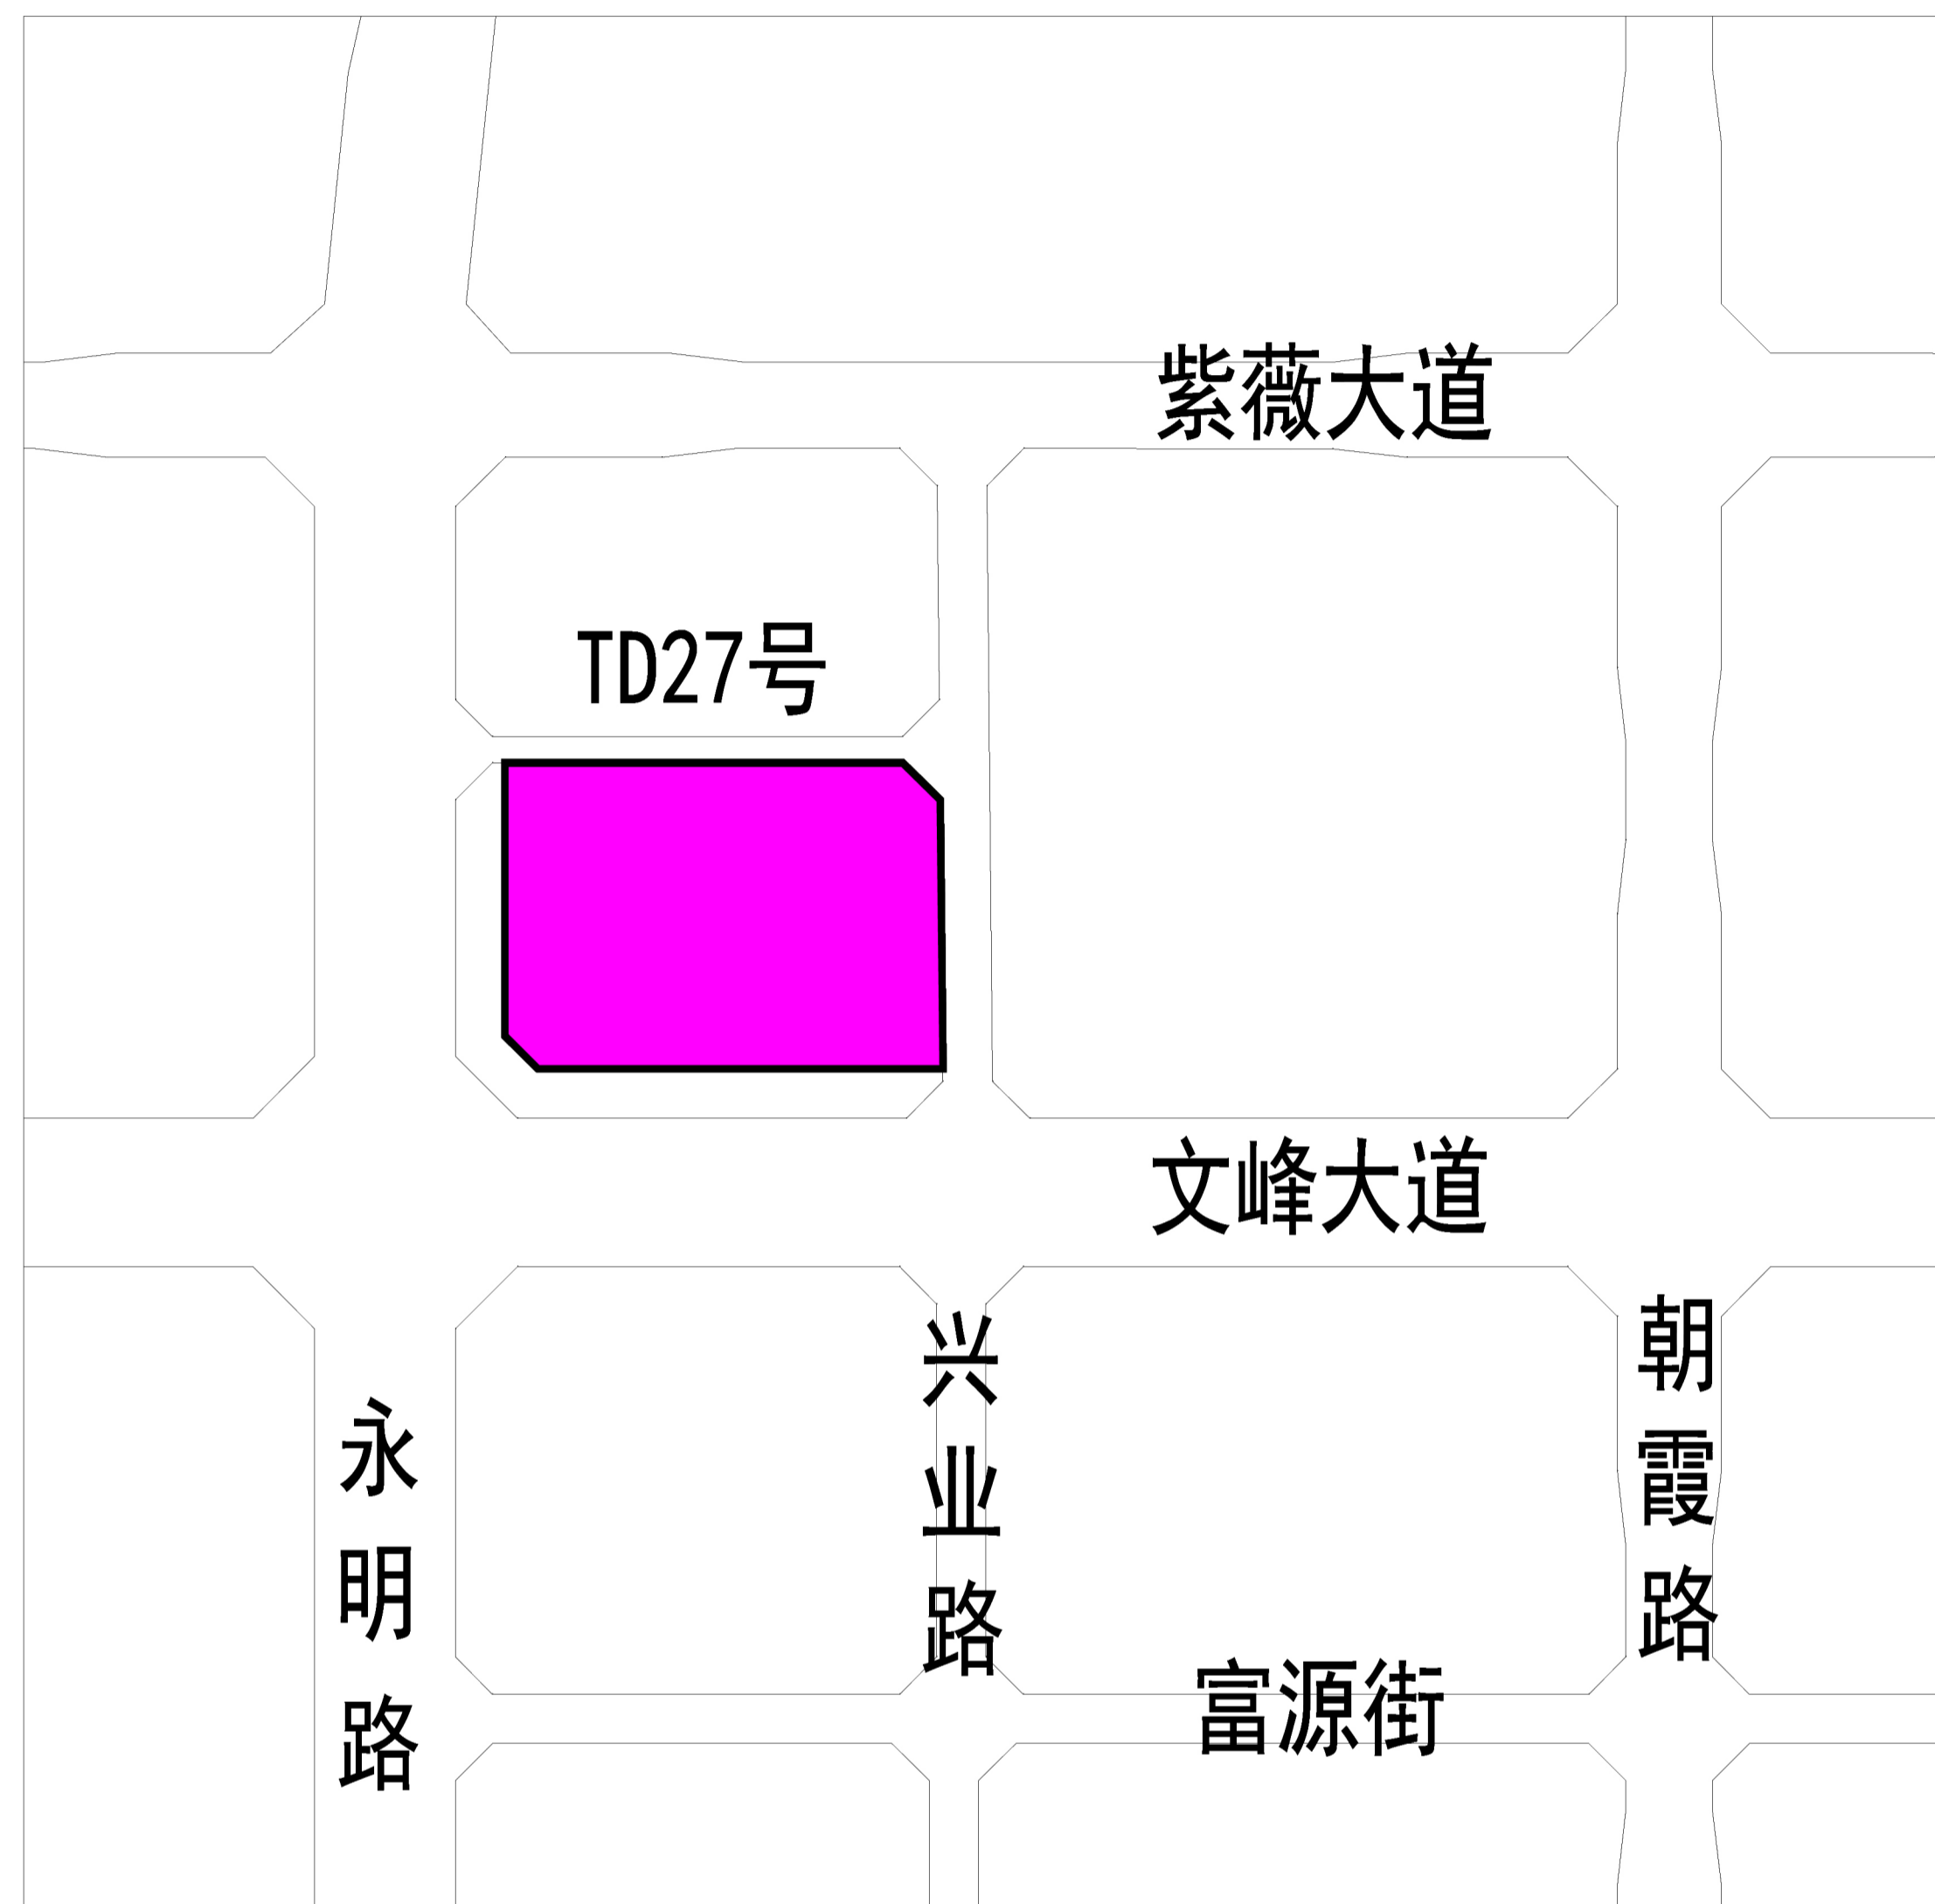 紫薇大道
TD27号
文峰大道
朝霞路
兴业路
永明路
富源街